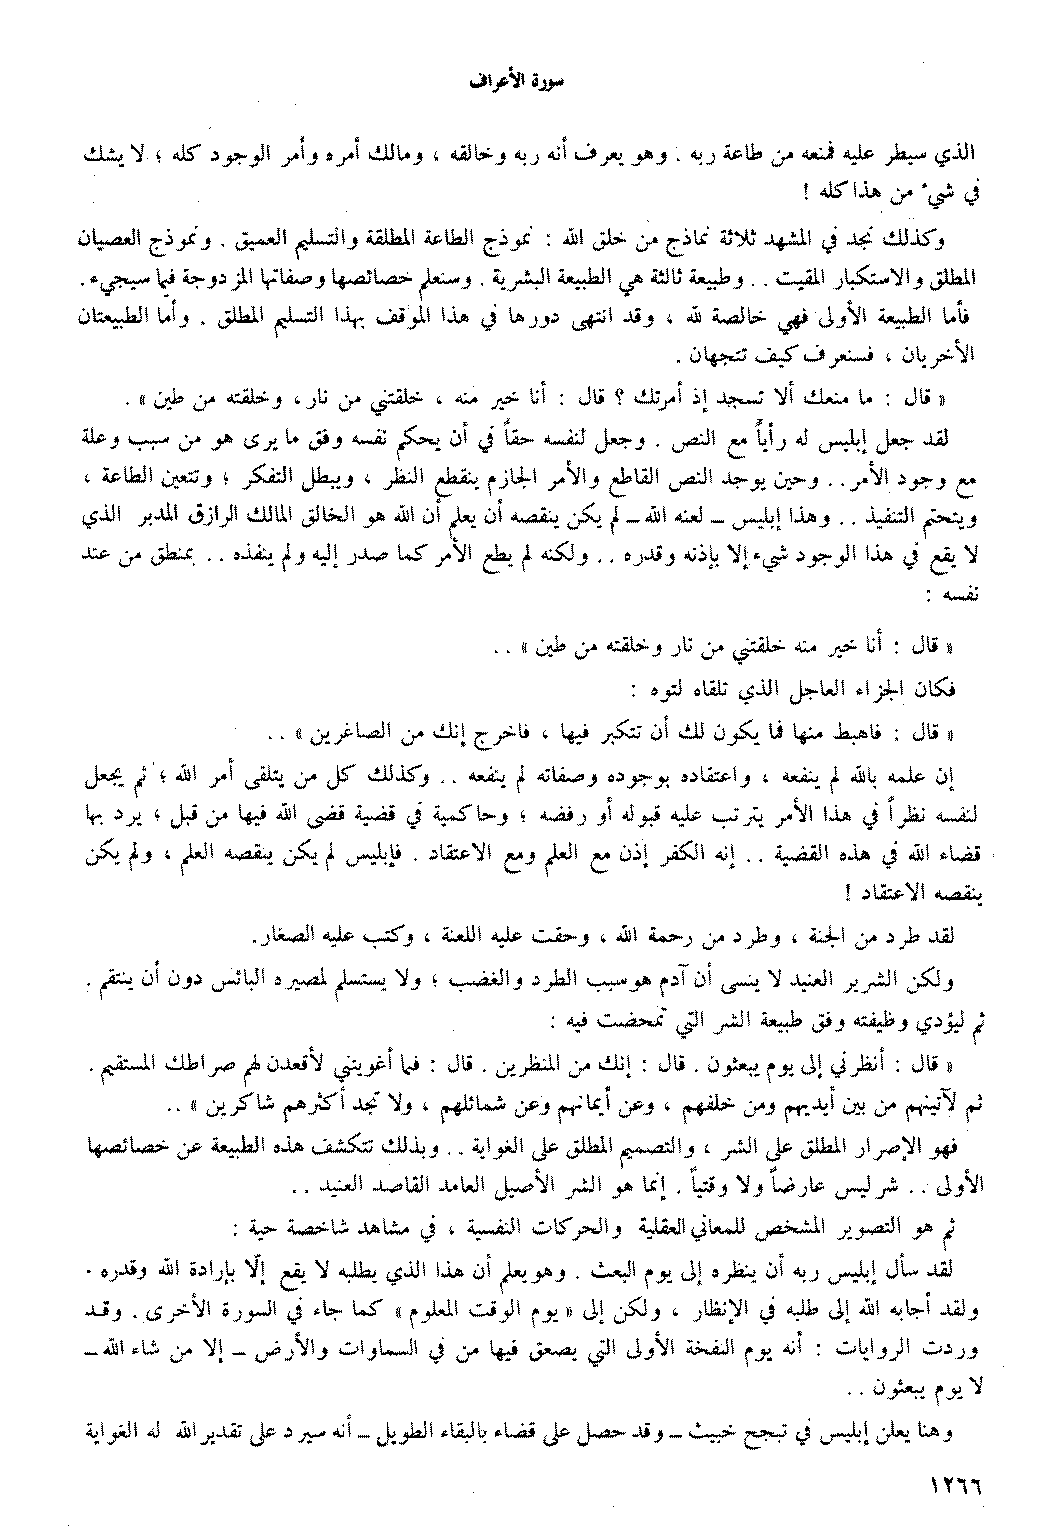 سورة الأعراف
الذي سيطر عليه فمنعه من طاعة ربه . وهو يعرف أنه ربه وخالقه ، ومالك أمره وأمر الوجود كله ؛ لا يشك
في شيء من هذا كله !
وكذلك نجد في المشهد ثلاثة نماذج من خلق الله : نموذج الطاعة المطلقة والتسليم العميق . ونموذج العصيان
المطلق والاستكبار المقيت . . وطبيعة ثالثة هي الطبيعة البشرية . وسنعلم خصائصها وصفاتها المزدوجة فيما سيجيء .
فأما الطبيعة الأولى فهي خالصة لله ، وقد انتهى دورها في هذا الموقف بهذا التسليم المطلق . وأما الطبيعتان
الأخريان ، فسنعرف كيف تتجهان .
« قال : ما منعك ألا تسجد إذ أمرتك ؟ قال : أنا خير منه ، خلقتني من نار ، وخلقته من طين » .
لقد جعل إبليس له رأياً مع النص . وجعل لنفسه حقاً في أن يحكم نفسه وفق ما يرى هو من سبب وعلة
مع وجود الأمر . . وحين يوجد النص القاطع والأمر الجازم ينقطع النظر ، ويبطل التفكر ؛ وتتعين الطاعة ،
ويتحتم التنفيذ . . وهذا إبليس – لعنه الله – لم يكن ينقصه أن يعلم أن الله هو الخالق المالك الرازق المدبر الذي
لا يقع في هذا الوجود شيء إلا بإذنه وقدره . . ولكنه لم يطع الأمر كما صدر إليه ولم ينفذه . . بمنطق من عند
نفسه :
« قال : أنا خير منه خلقتني من نار وخلقته من طين » . .
فكان الجزاء العاجل الذي تلقاه لتوه :
« قال : فاهبط منها فما يكون لك أن تتكبر فيها ، فاخرج إنك من الصاغرين » . .
إن علمه بالله لم ينفعه ، واعتقاده بوجوده وصفاته لم ينفعه . . وكذلك كل من يتلقى أمر الله ؛ ثم يجعل
لنفسه نظراً في هذا الأمر يترتب عليه قبوله أو رفضه ؛ وحاكمية في قضية قضى الله فيها من قبل ؛ يرد بها
قضاء الله في هذه القضية . . إنه الكفر إذن مع العلم ومع الاعتقاد . فإبليس لم يكن ينقصه العلم ، ولم يكن
ينقصه الاعتقاد !
لقد طرد من الجنة ، وطرد من رحمة الله ، وحقت عليه اللعنة ، وكتب عليه الصغار .
ولكن الشرير العنيد لا ينسى أن آدم هو سبب الطرد والغضب ؛ ولا يستسلم لمصيره البائس دون أن ينتقم .
ثم ليؤدي وظيفته وفق طبيعة الشر التي تمحضت فيه :
« قال : أنظرني إلى يوم يبعثون . قال : إنك من المنظرين . قال : فبما أغويتني لأقعدن لهم صراطك المستقيم .
ثم لآتينهم من بين أيديهم ومن خلفهم ، وعن أيمانهم وعن شمائلهم ، ولا تجد أكثرهم شاكرين » . .
فهو الإصرار المطلق على الشر ، والتصميم المطلق على الغواية . . وبذلك تتكشف هذه الطبيعة عن خصائصها
الأولى . . شر ليس عارضاً ولا وقتياً . إنما هو الشر الأصيل العامد القاصد العنيد . .
ثم هو التصوير المشخص للمعاني العقلية والحركات النفسية ، في مشاهد شاخصة حية :
لقد سأل إبليس ربه أن ينظره إلى يوم البعث . وهو يعلم أن هذا الذي يطلبه لا يقع إلّا بإرادة الله وقدره .
ولقد أجابه الله إلى طلبه في الإنظار ، ولكن إلى « يوم الوقت المعلوم » كما جاء في السورة الأخرى . وقد
وردت الروايات : أنه يوم النفخة الأولى التي يصعق فيها من في السماوات والأرض – إلا من شاء الله –
لا يوم يبعثون . .
وهنا يعلن إبليس في تبجح خبيث – وقد حصل على قضاء بالبقاء الطويل – أنه سيرد على تقدير الله له الغواية
١٢٦٦